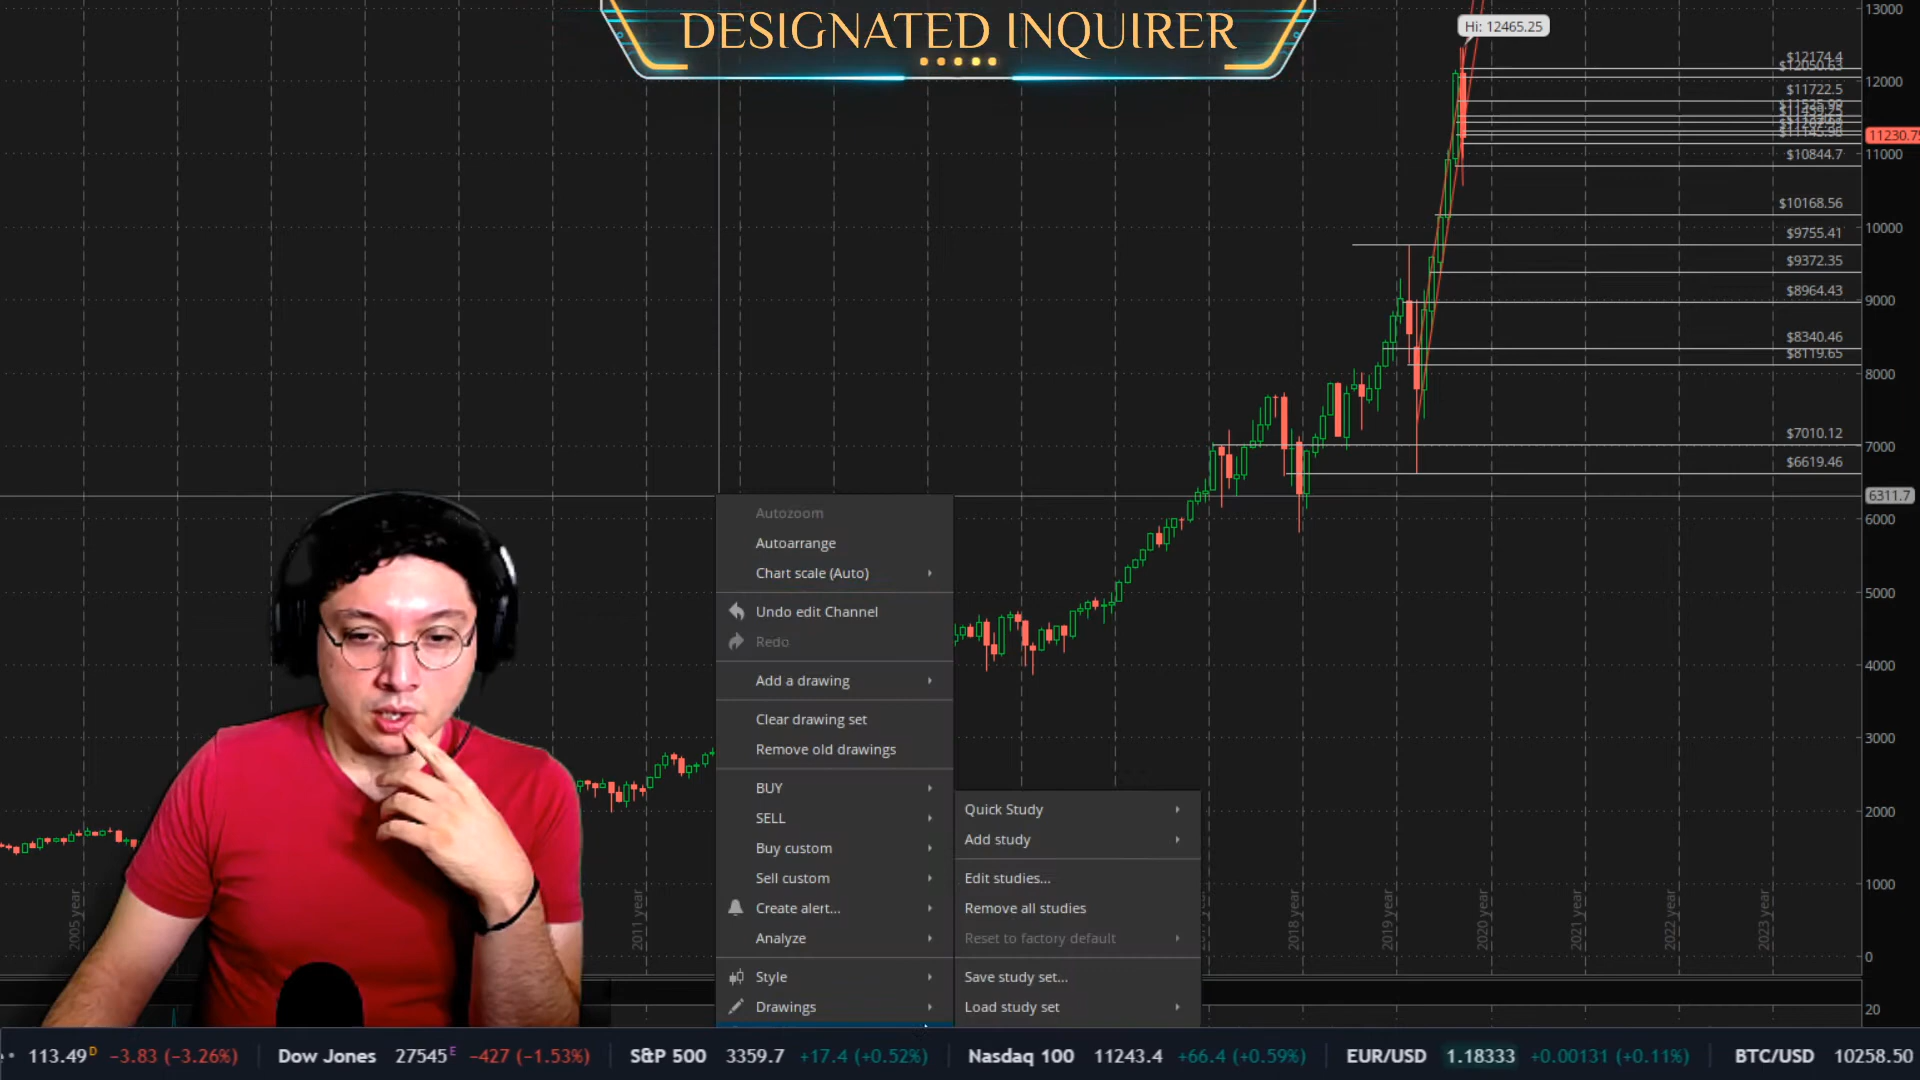 DESIGNATED INQUIRER
Hi: 12465.25
13000
$12174.4
$12050.63
12000
$11722.5
$11525.99
11230.75
11000
$10844.7
$10168.56
10000
$9755.41
$9372.35
$8964.43
9000
$8340.46
$8119.65
8000
$7010.12
7000
$6619.46
6311.7
6000
5000
4000
3000
2000
1000
0
20
Autozoom
Autoarrange
Chart scale (Auto)
Undo edit Channel
Redo
Add a drawing
Clear drawing set
Remove old drawings
BUY
SELL
Buy custom
Sell custom
Create alert...
Analyze
Style
Drawings
Quick Study
Add study
Edit studies...
Remove all studies
Reset to factory default
Save study set...
Load study set
2005 year
2011 year
2018 year
2019 year
2020 year
2021 year
2022 year
2023 year
113.49 D −3.83 (−3.26%) Dow Jones 27545 E −427 (−1.53%) S&P 500 3359.7 +17.4 (+0.52%) Nasdaq 100 11243.4 +66.4 (+0.59%) EUR/USD 1.18333 +0.00131 (+0.11%) BTC/USD 10258.50